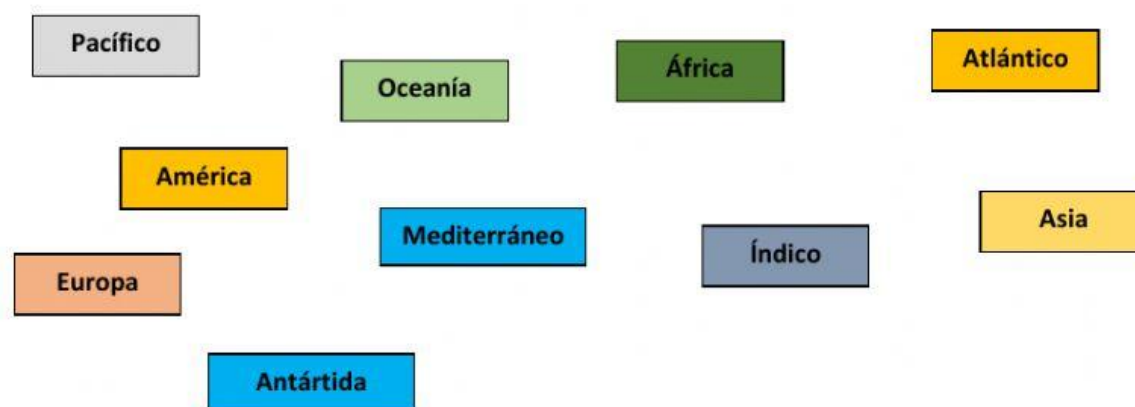 Pacífico
Oceanía
África
Atlántico
América
Mediterráneo
Índico
Asia
Europa
Antártida